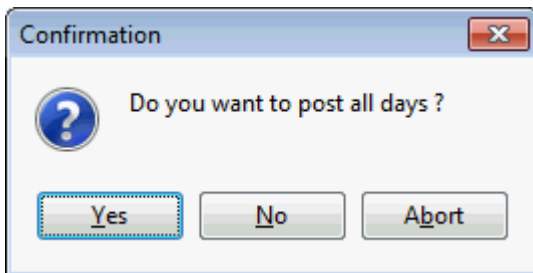 Confirmation
Do you want to post all days ?
Yes
No
Abort